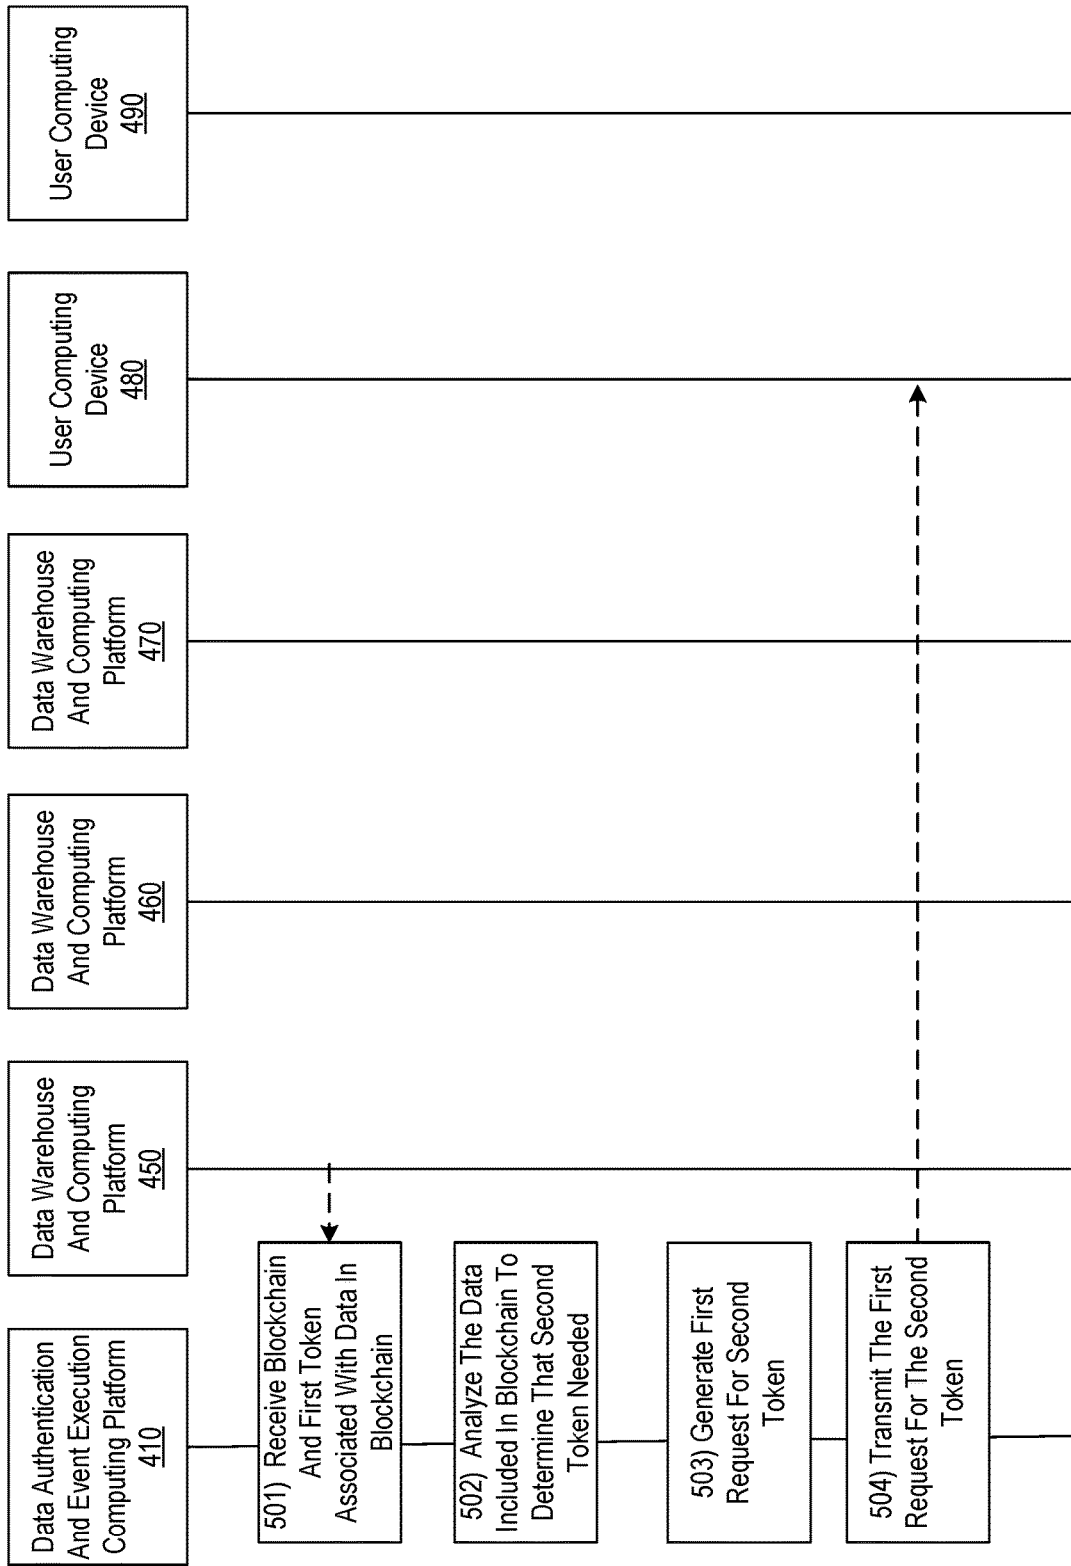 Data Authentication
And Event Execution
Computing Platform
410
Data Warehouse
And Computing
Platform
450
Data Warehouse
And Computing
Platform
460
Data Warehouse
And Computing
Platform
470
User Computing
Device
480
User Computing
Device
490
501) Receive Blockchain
And First Token
Associated With Data In
Blockchain
502) Analyze The Data
Included In Blockchain To
Determine That Second
Token Needed
503) Generate First
Request For Second
Token
504) Transmit The First
Request For The Second
Token